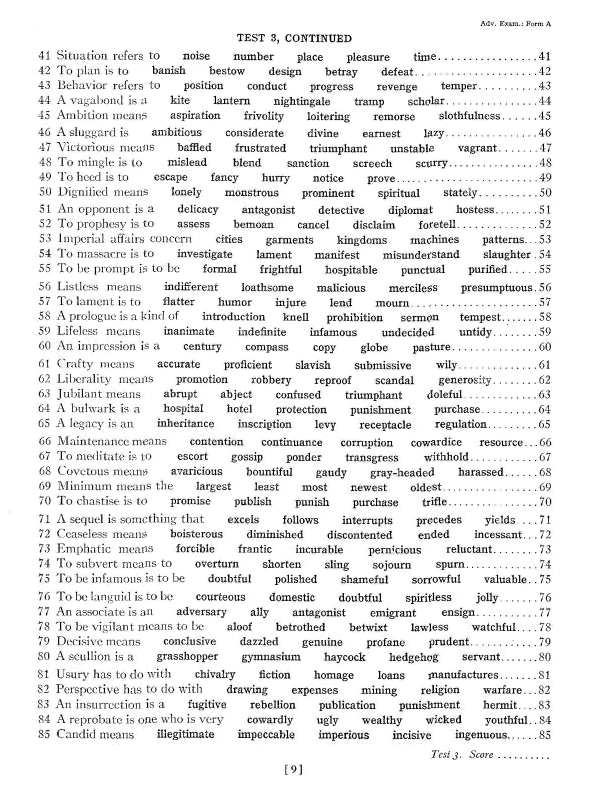 Adv. Exam.: Form A
TEST 3, CONTINUED
41 Situation refers to noise number place pleasure time.................41
42 To plan is to banish bestow design betray defeat.....................42
43 Behavior refers to position conduct progress revenge temper..........43
44 A vagabond is a kite lantern nightingale tramp scholar...............44
45 Ambition means aspiration frivolity loitering remorse slothfulness.....45
46 A sluggard is ambitious considerate divine earnest lazy...............46
47 Victorious means baffled frustrated triumphant unstable vagrant.......47
48 To mingle is to mislead blend sanction screech scurry...............48
49 To heed is to escape fancy hurry notice prove.......................49
50 Dignified means lonely monstrous prominent spiritual stately..........50
51 An opponent is a delicacy antagonist detective diplomat hostess........51
52 To prophesy is to assess bemoan cancel disclaim foretell.............52
53 Imperial affairs concern cities garments kingdoms machines patterns...53
54 To massacre is to investigate lament manifest misunderstand slaughter.54
55 To be prompt is to be formal frightful hospitable punctual purified.....55
56 Listless means indifferent loathsome malicious merciless presumptuous.56
57 To lament is to flatter humor injure lend mourn.....................57
58 A prologue is a kind of introduction knell prohibition sermon tempest.......58
59 Lifeless means inanimate indefinite infamous undecided untidy........59
60 An impression is a century compass copy globe pasture..............60
61 Crafty means accurate proficient slavish submissive wily..............61
62 Liberality means promotion robbery reproof scandal generosity........62
63 Jubilant means abrupt abject confused triumphant doleful.............63
64 A bulwark is a hospital hotel protection punishment purchase.........64
65 A legacy is an inheritance inscription levy receptacle regulation.........65
66 Maintenance means contention continuance corruption cowardice resource...66
67 To meditate is to escort gossip ponder transgress withhold............67
68 Covetous means avaricious bountiful gaudy gray-headed harassed......68
69 Minimum means the largest least most newest oldest.................69
70 To chastise is to promise publish punish purchase trifle..............70
71 A sequel is something that excels follows interrupts precedes yields....71
72 Ceaseless means boisterous diminished discontented ended incessant...72
73 Emphatic means forcible frantic incurable pernicious reluctant........73
74 To subvert means to overturn shorten sling sojourn spurn............74
75 To be infamous is to be doubtful polished shameful sorrowful valuable..75
76 To be languid is to be courteous domestic doubtful spiritless jolly.......76
77 An associate is an adversary ally antagonist emigrant ensign...........77
78 To be vigilant means to be aloof betrothed betwixt lawless watchful....78
79 Decisive means conclusive dazzled genuine profane prudent...........79
80 A scullion is a grasshopper gymnasium haycock hedgehog servant......80
81 Usury has to do with chivalry fiction homage loans manufactures.......81
82 Perspective has to do with drawing expenses mining religion warfare...82
83 An insurrection is a fugitive rebellion publication punishment hermit....83
84 A reprobate is one who is very cowardly ugly wealthy wicked youthful..84
85 Candid means illegitimate impeccable imperious incisive ingenuous......85
Test 3. Score ..........
[9]